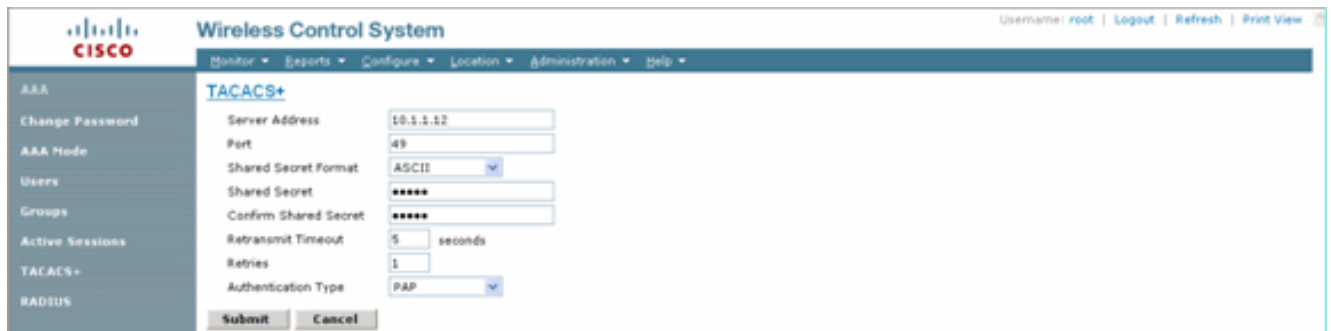 Username: root | Logout | Refresh | Print View
CISCO
Wireless Control System
Monitor Reports Configure Location Administration Help
AAA
Change Password
AAA Mode
Users
Groups
Active Sessions
TACACS+
RADIUS
TACACS+
Server Address 10.1.1.12
Port 49
Shared Secret Format ASCII
Shared Secret •••••
Confirm Shared Secret •••••
Retransmit Timeout 5 seconds
Retries 1
Authentication Type PAP
Submit Cancel